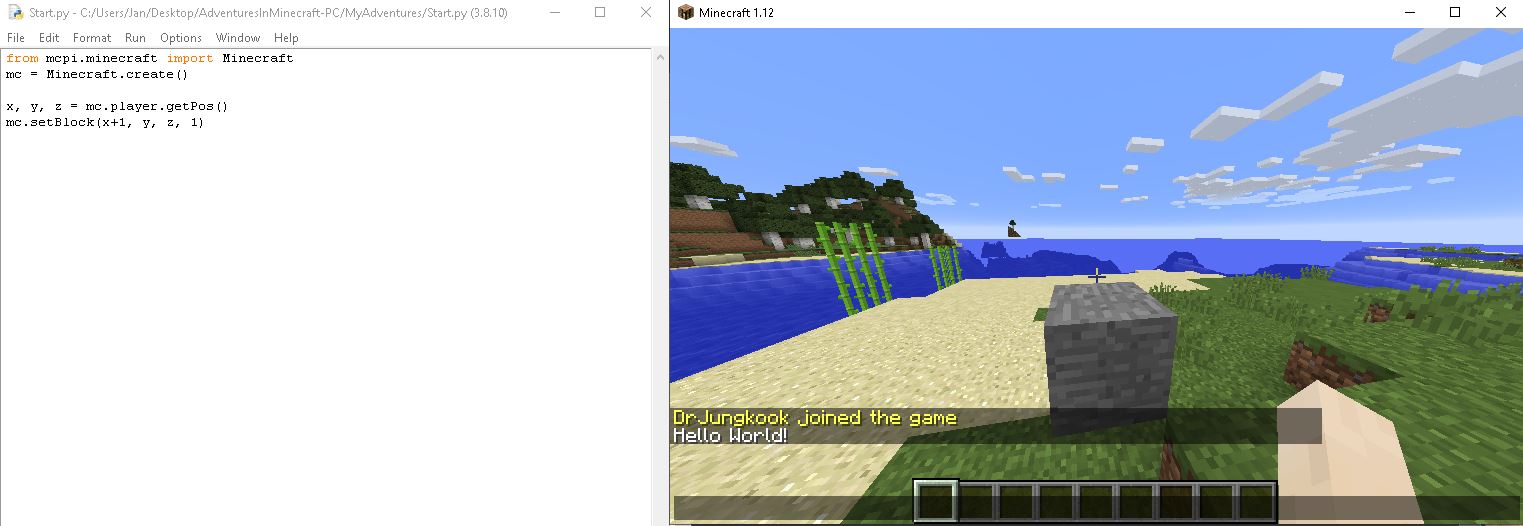 Start.py - C:/Users/Jan/Desktop/AdventuresInMinecraft-PC/MyAdventures/Start.py (3.8.10)
File Edit Format Run Options Window Help
from mcpi.minecraft import Minecraft
mc = Minecraft.create()
x, y, z = mc.player.getPos()
mc.setBlock(x+1, y, z, 1)
Minecraft 1.12
DrJungkook joined the game
Hello World!